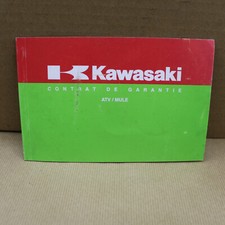 Kawasaki
CONTRAT DE GARANTIE
ATV / MULE